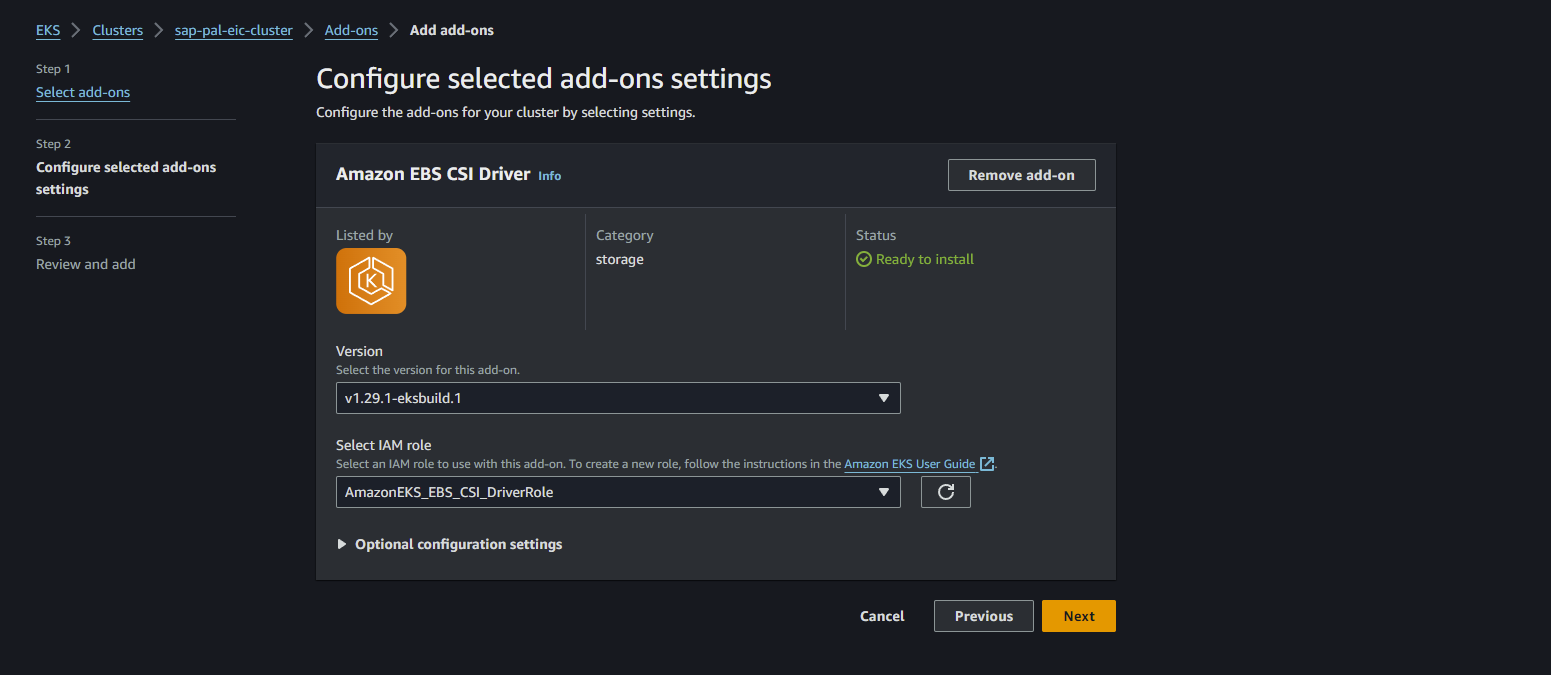 EKS > Clusters > sap-pal-eic-cluster > Add-ons > Add add-ons
Step 1
Select add-ons
Step 2
Configure selected add-ons
settings
Step 3
Review and add
Configure selected add-ons settings
Configure the add-ons for your cluster by selecting settings.
Amazon EBS CSI Driver Info
Remove add-on
Listed by
K
Category
storage
Status
Ready to install
Version
Select the version for this add-on.
v1.29.1-eksbuild.1
Select IAM role
Select an IAM role to use with this add-on. To create a new role, follow the instructions in the Amazon EKS User Guide.
AmazonEKS_EBS_CSI_DriverRole
Optional configuration settings
Cancel
Previous
Next